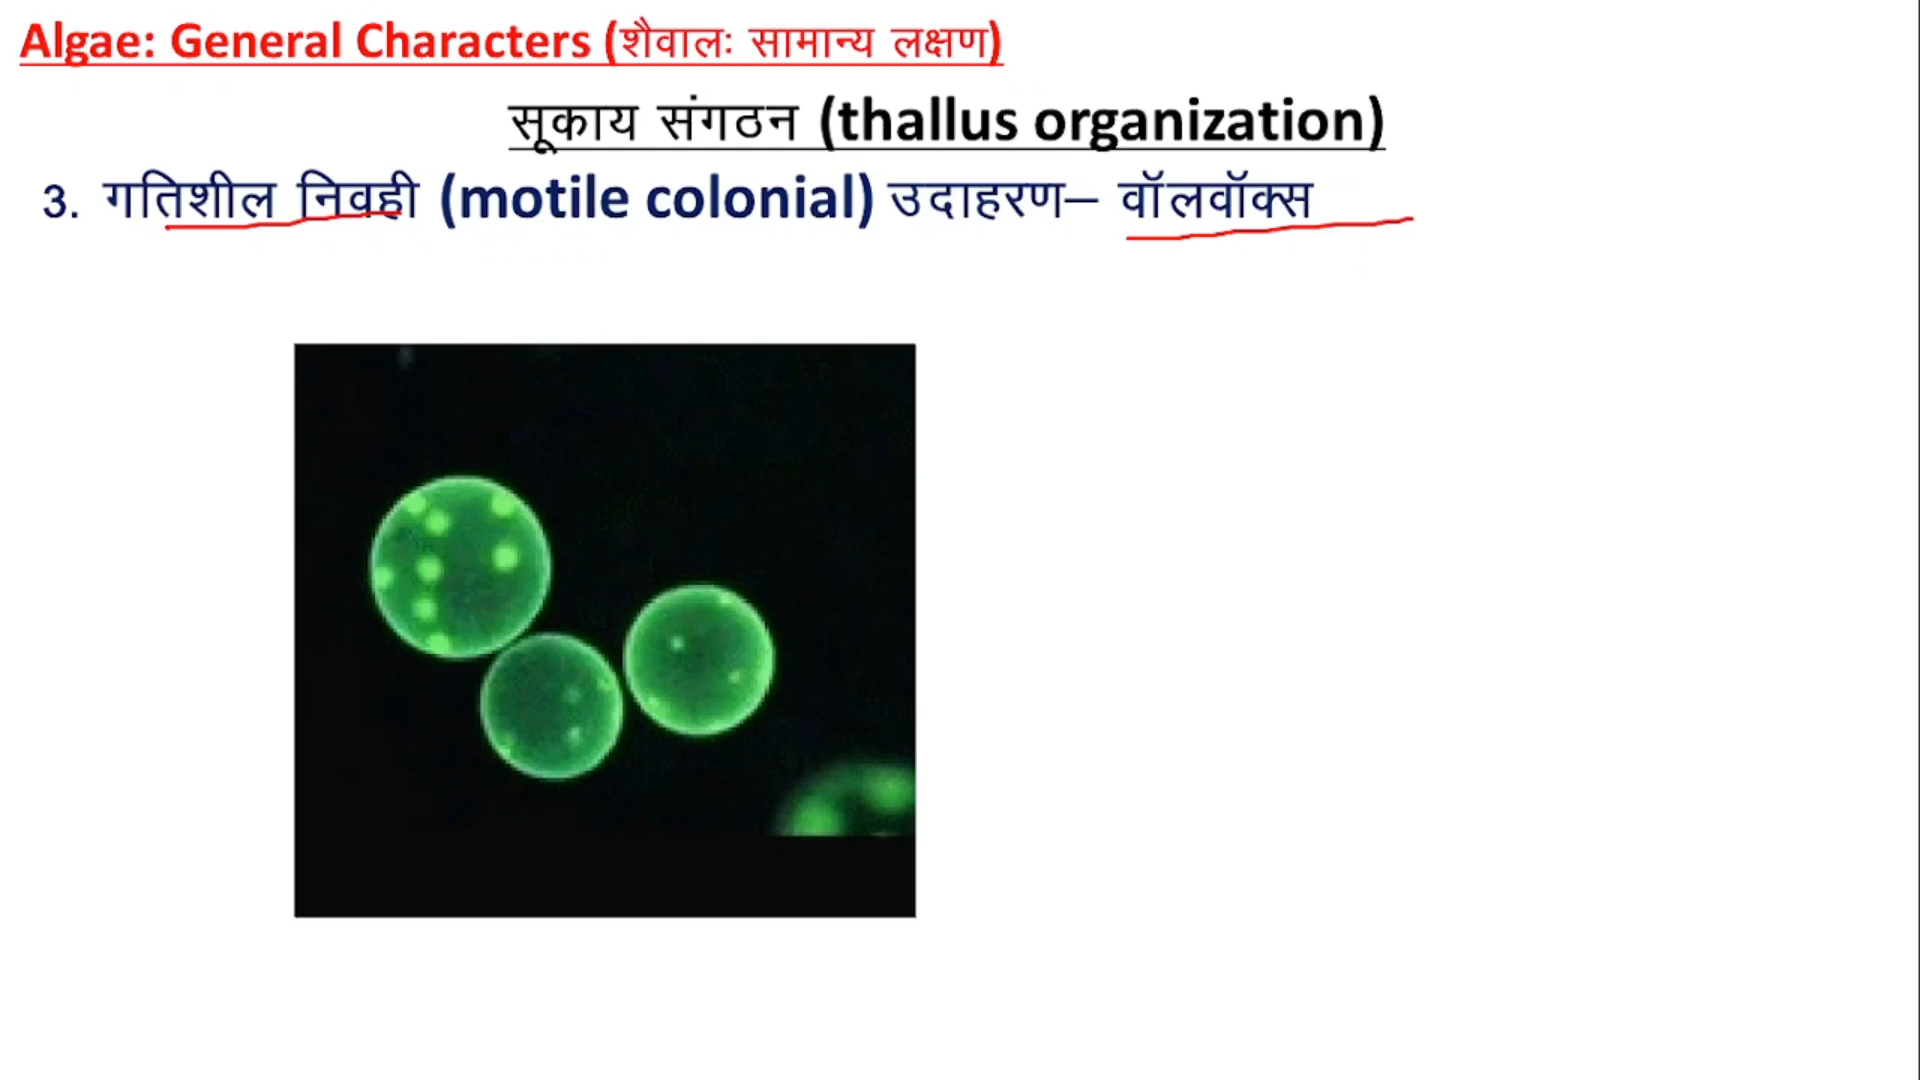 Algae: General Characters (शैवालः सामान्य लक्षण)
सूकाय संगठन (thallus organization)
3. गतिशील निवही (motile colonial) उदाहरण– वॉलवॉक्स